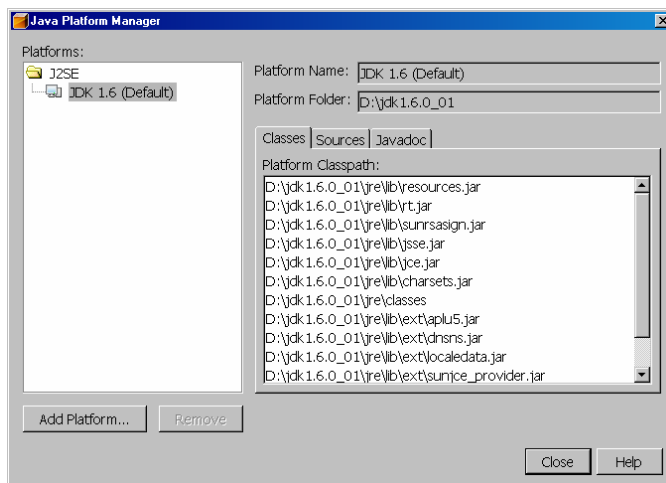 Java Platform Manager
Platforms:
J2SE
JDK 1.6 (Default)
Platform Name: JDK 1.6 (Default)
Platform Folder: D:\jdk1.6.0_01
Classes Sources Javadoc
Platform Classpath:
D:\jdk1.6.0_01\jre\lib\resources.jar
D:\jdk1.6.0_01\jre\lib\rt.jar
D:\jdk1.6.0_01\jre\lib\sunrsasign.jar
D:\jdk1.6.0_01\jre\lib\jsse.jar
D:\jdk1.6.0_01\jre\lib\jce.jar
D:\jdk1.6.0_01\jre\lib\charsets.jar
D:\jdk1.6.0_01\jre\classes
D:\jdk1.6.0_01\jre\lib\ext\aplu5.jar
D:\jdk1.6.0_01\jre\lib\ext\dnsns.jar
D:\jdk1.6.0_01\jre\lib\ext\localedata.jar
D:\jdk1.6.0_01\jre\lib\ext\sunjce_provider.jar
Add Platform... Remove
Close Help